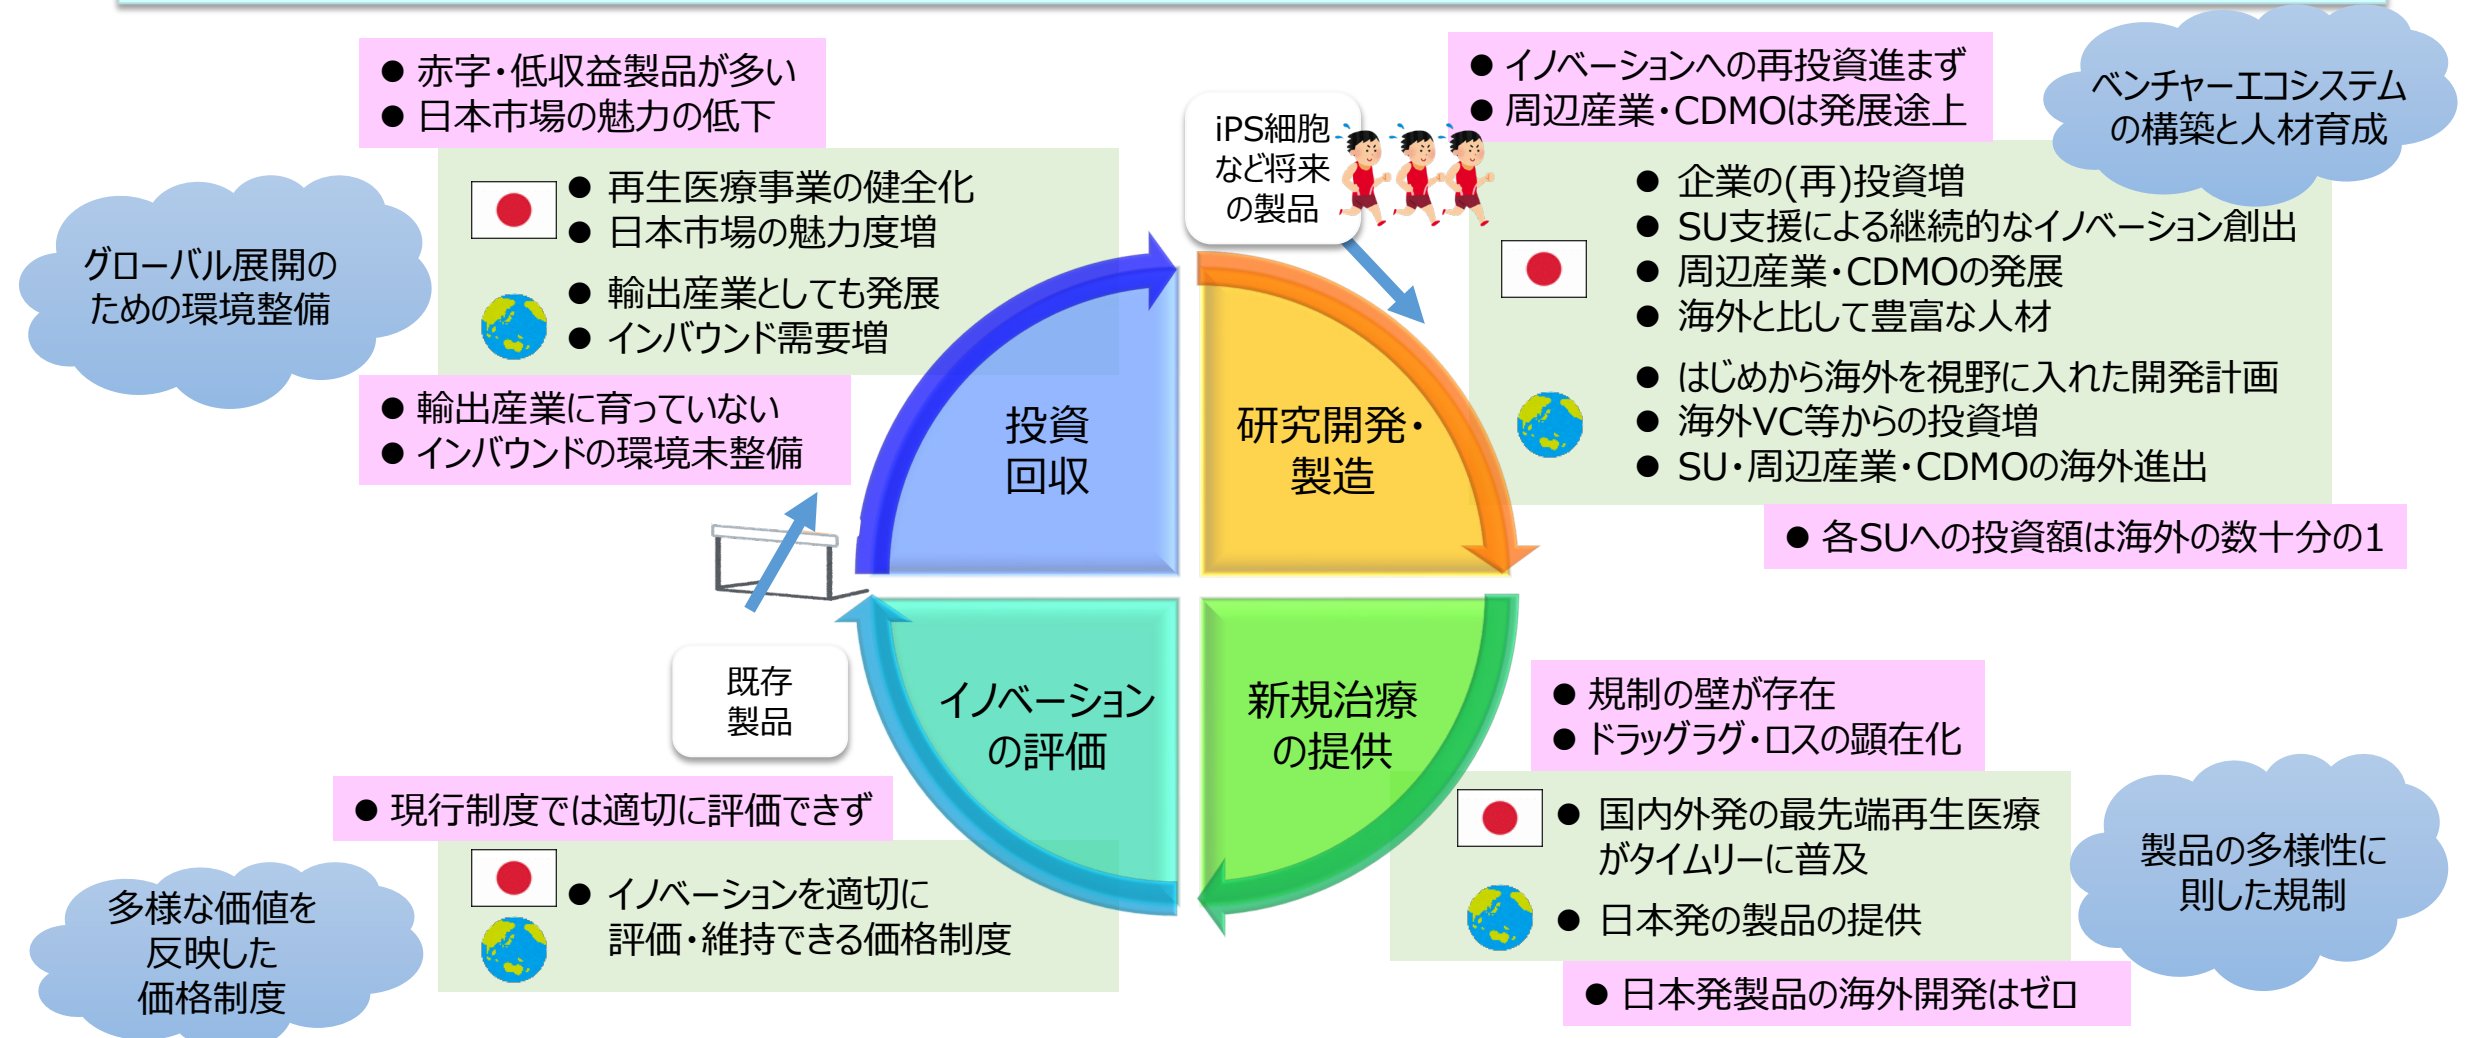 ● 赤字・低収益製品が多い
● 日本市場の魅力の低下
● 再生医療事業の健全化
● 日本市場の魅力度増
● 輸出産業としても発展
● インバウンド需要増
● 輸出産業に育っていない
● インバウンドの環境未整備
グローバル展開の
ための環境整備
iPS細胞
など将来
の製品
● イノベーションへの再投資進まず
● 周辺産業・CDMOは発展途上
ベンチャーエコシステム
の構築と人材育成
● 企業の(再)投資増
● SU支援による継続的なイノベーション創出
● 周辺産業・CDMOの発展
● 海外と比して豊富な人材
● はじめから海外を視野に入れた開発計画
● 海外VC等からの投資増
● SU・周辺産業・CDMOの海外進出
● 各SUへの投資額は海外の数十分の1
投資
回収
研究開発・
製造
イノベーション
の評価
新規治療
の提供
既存
製品
● 現行制度では適切に評価できず
● イノベーションを適切に
評価・維持できる価格制度
多様な価値を
反映した
価格制度
● 規制の壁が存在
● ドラッグラグ・ロスの顕在化
● 国内外発の最先端再生医療
がタイムリーに普及
● 日本発の製品の提供
● 日本発製品の海外開発はゼロ
製品の多様性に
則した規制